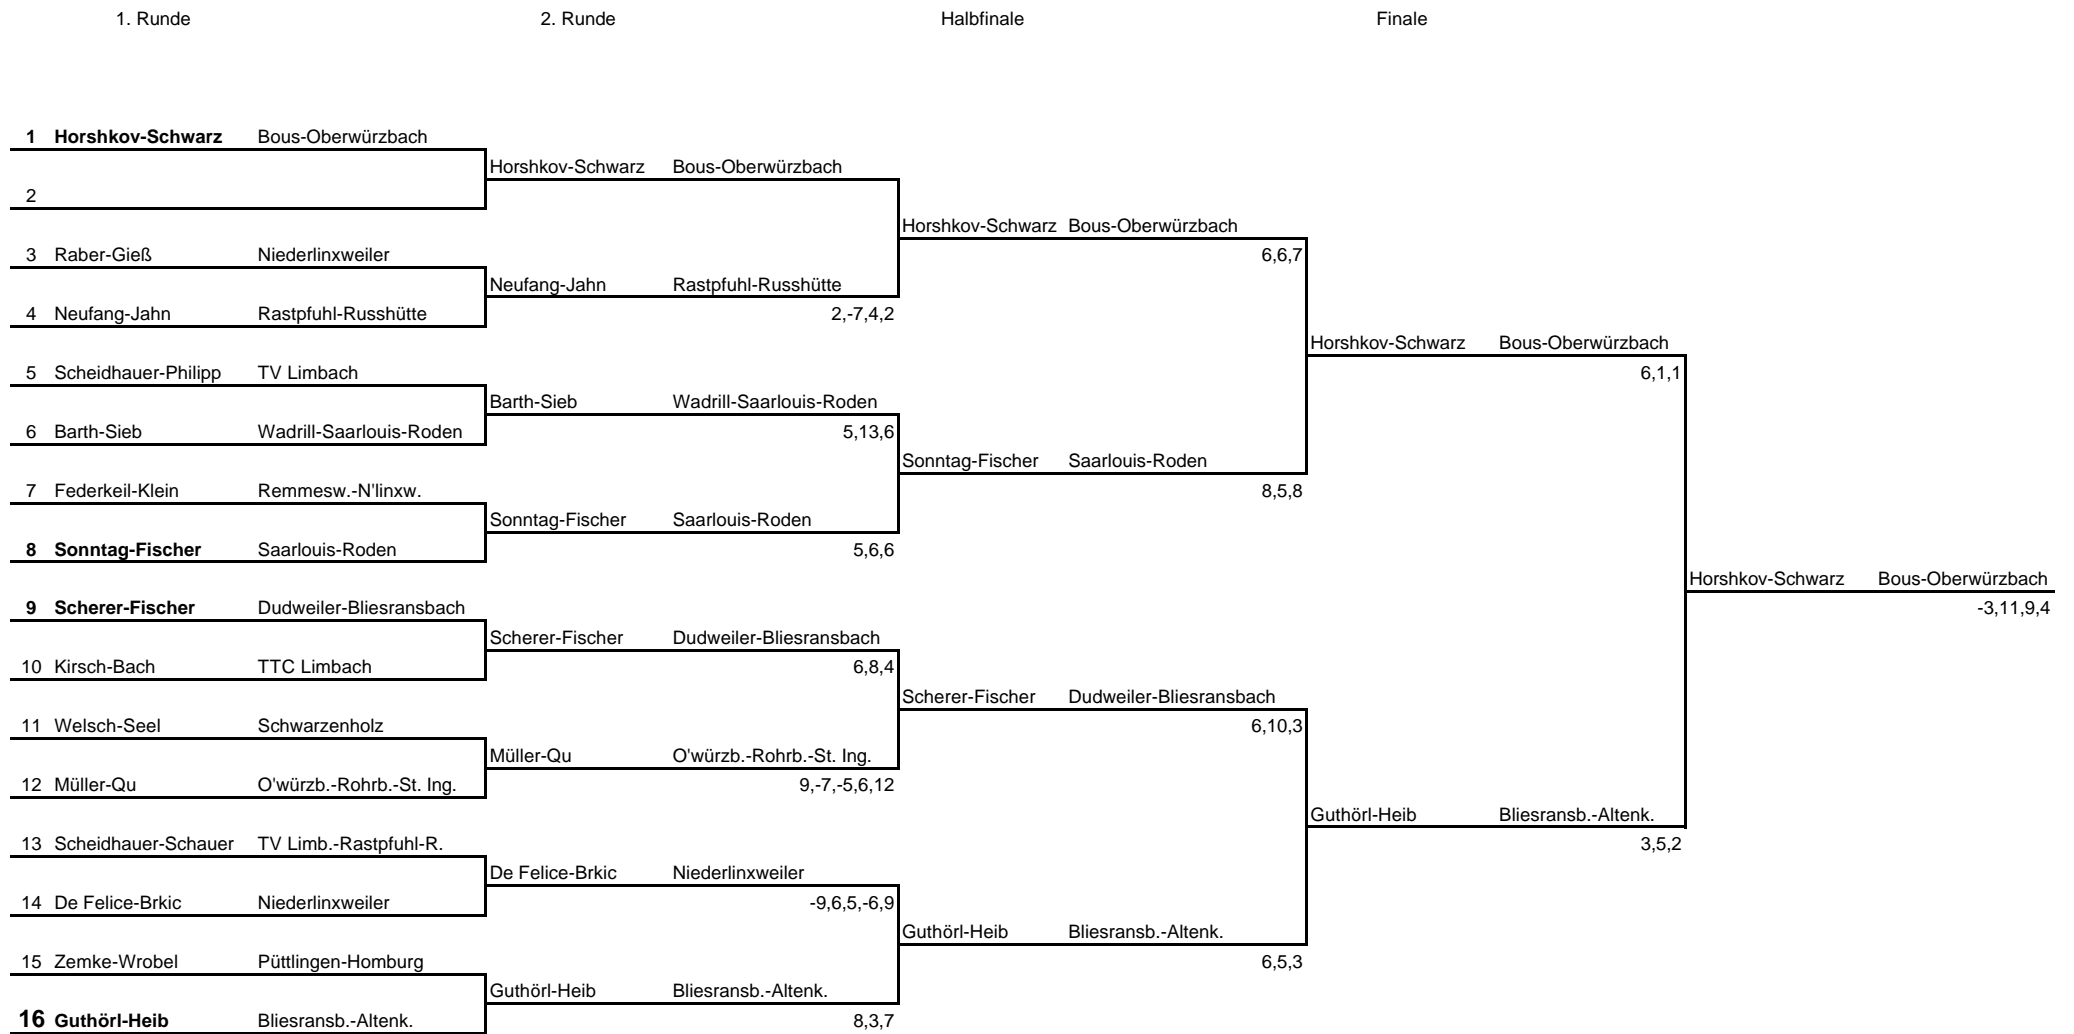 1. Runde 2. Runde Halbfinale Finale
1 Horshkov-Schwarz Bous-Oberwürzbach
Horshkov-Schwarz Bous-Oberwürzbach
2
Horshkov-Schwarz Bous-Oberwürzbach
3 Raber-Gieß Niederlinxweiler 6,6,7
Neufang-Jahn Rastpfuhl-Russhütte
4 Neufang-Jahn Rastpfuhl-Russhütte 2,-7,4,2
Horshkov-Schwarz Bous-Oberwürzbach
5 Scheidhauer-Philipp TV Limbach 6,1,1
Barth-Sieb Wadrill-Saarlouis-Roden
6 Barth-Sieb Wadrill-Saarlouis-Roden 5,13,6
Sonntag-Fischer Saarlouis-Roden
7 Federkeil-Klein Remmesw.-N'linxw. 8,5,8
Sonntag-Fischer Saarlouis-Roden
8 Sonntag-Fischer Saarlouis-Roden 5,6,6
Horshkov-Schwarz Bous-Oberwürzbach
9 Scherer-Fischer Dudweiler-Bliesransbach -3,11,9,4
Scherer-Fischer Dudweiler-Bliesransbach
10 Kirsch-Bach TTC Limbach 6,8,4
Scherer-Fischer Dudweiler-Bliesransbach
11 Welsch-Seel Schwarzenholz 6,10,3
Müller-Qu O'würzb.-Rohrb.-St. Ing.
12 Müller-Qu O'würzb.-Rohrb.-St. Ing. 9,-7,-5,6,12
Guthörl-Heib Bliesransb.-Altenk.
13 Scheidhauer-Schauer TV Limb.-Rastpfuhl-R. 3,5,2
De Felice-Brkic Niederlinxweiler
14 De Felice-Brkic Niederlinxweiler -9,6,5,-6,9
Guthörl-Heib Bliesransb.-Altenk.
15 Zemke-Wrobel Püttlingen-Homburg 6,5,3
Guthörl-Heib Bliesransb.-Altenk.
16 Guthörl-Heib Bliesransb.-Altenk. 8,3,7